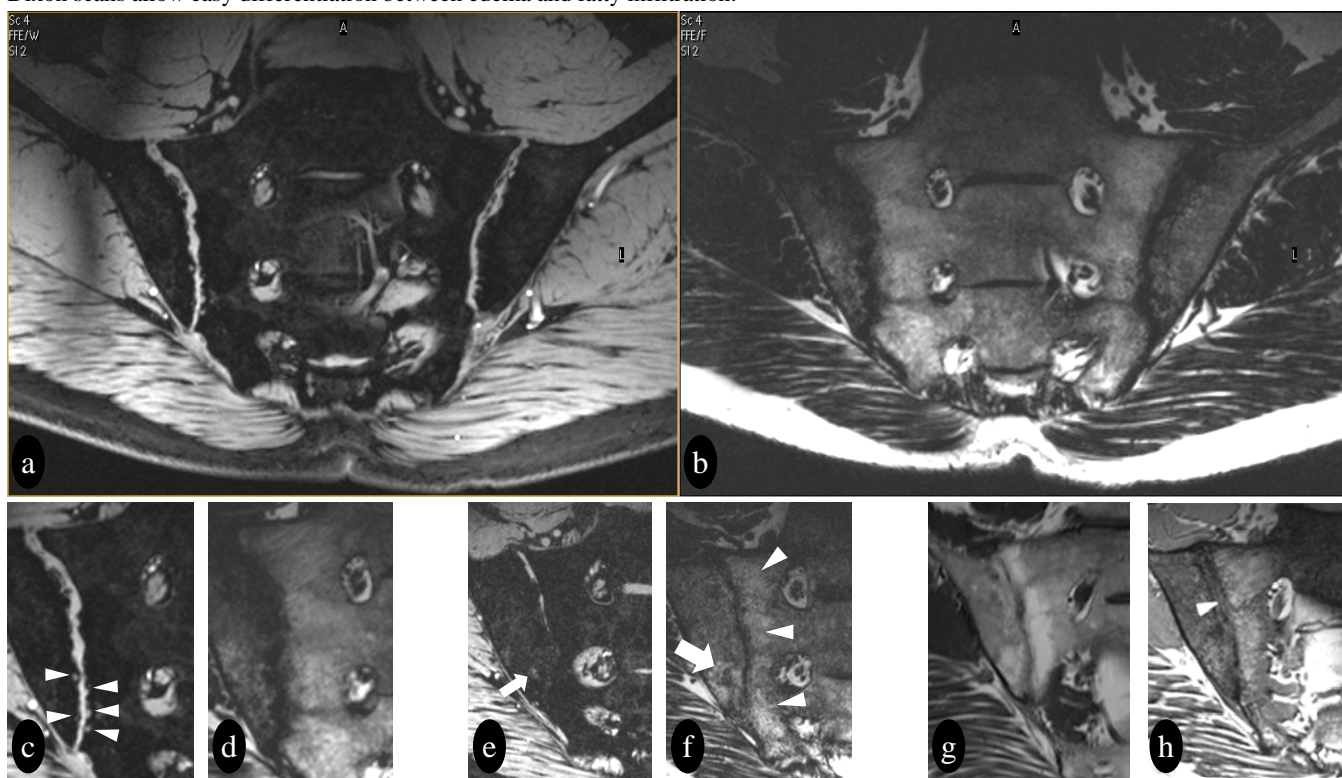 Dixon scans allow easy differentiation between edema and fatty infiltration.
Sc 4
FFE/W
Sl 2
A
L
a
Sc 4
FFE/F
Sl 2
A
L
b
c
d
e
f
g
h